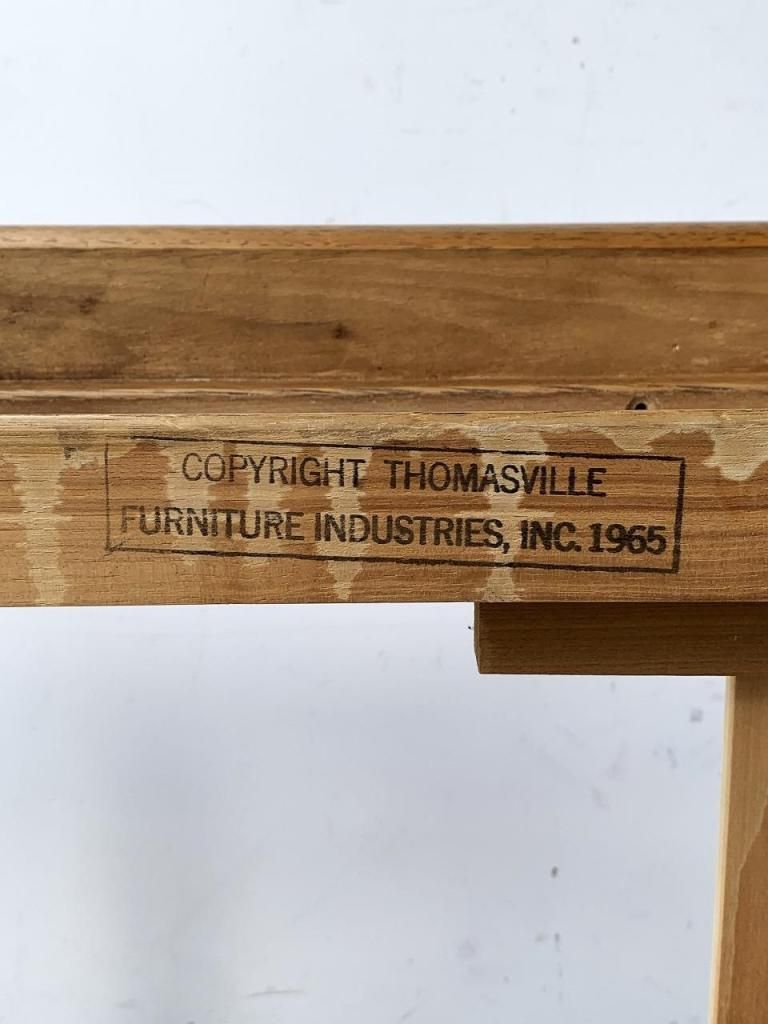 COPYRIGHT THOMASVILLE
FURNITURE INDUSTRIES, INC. 1965